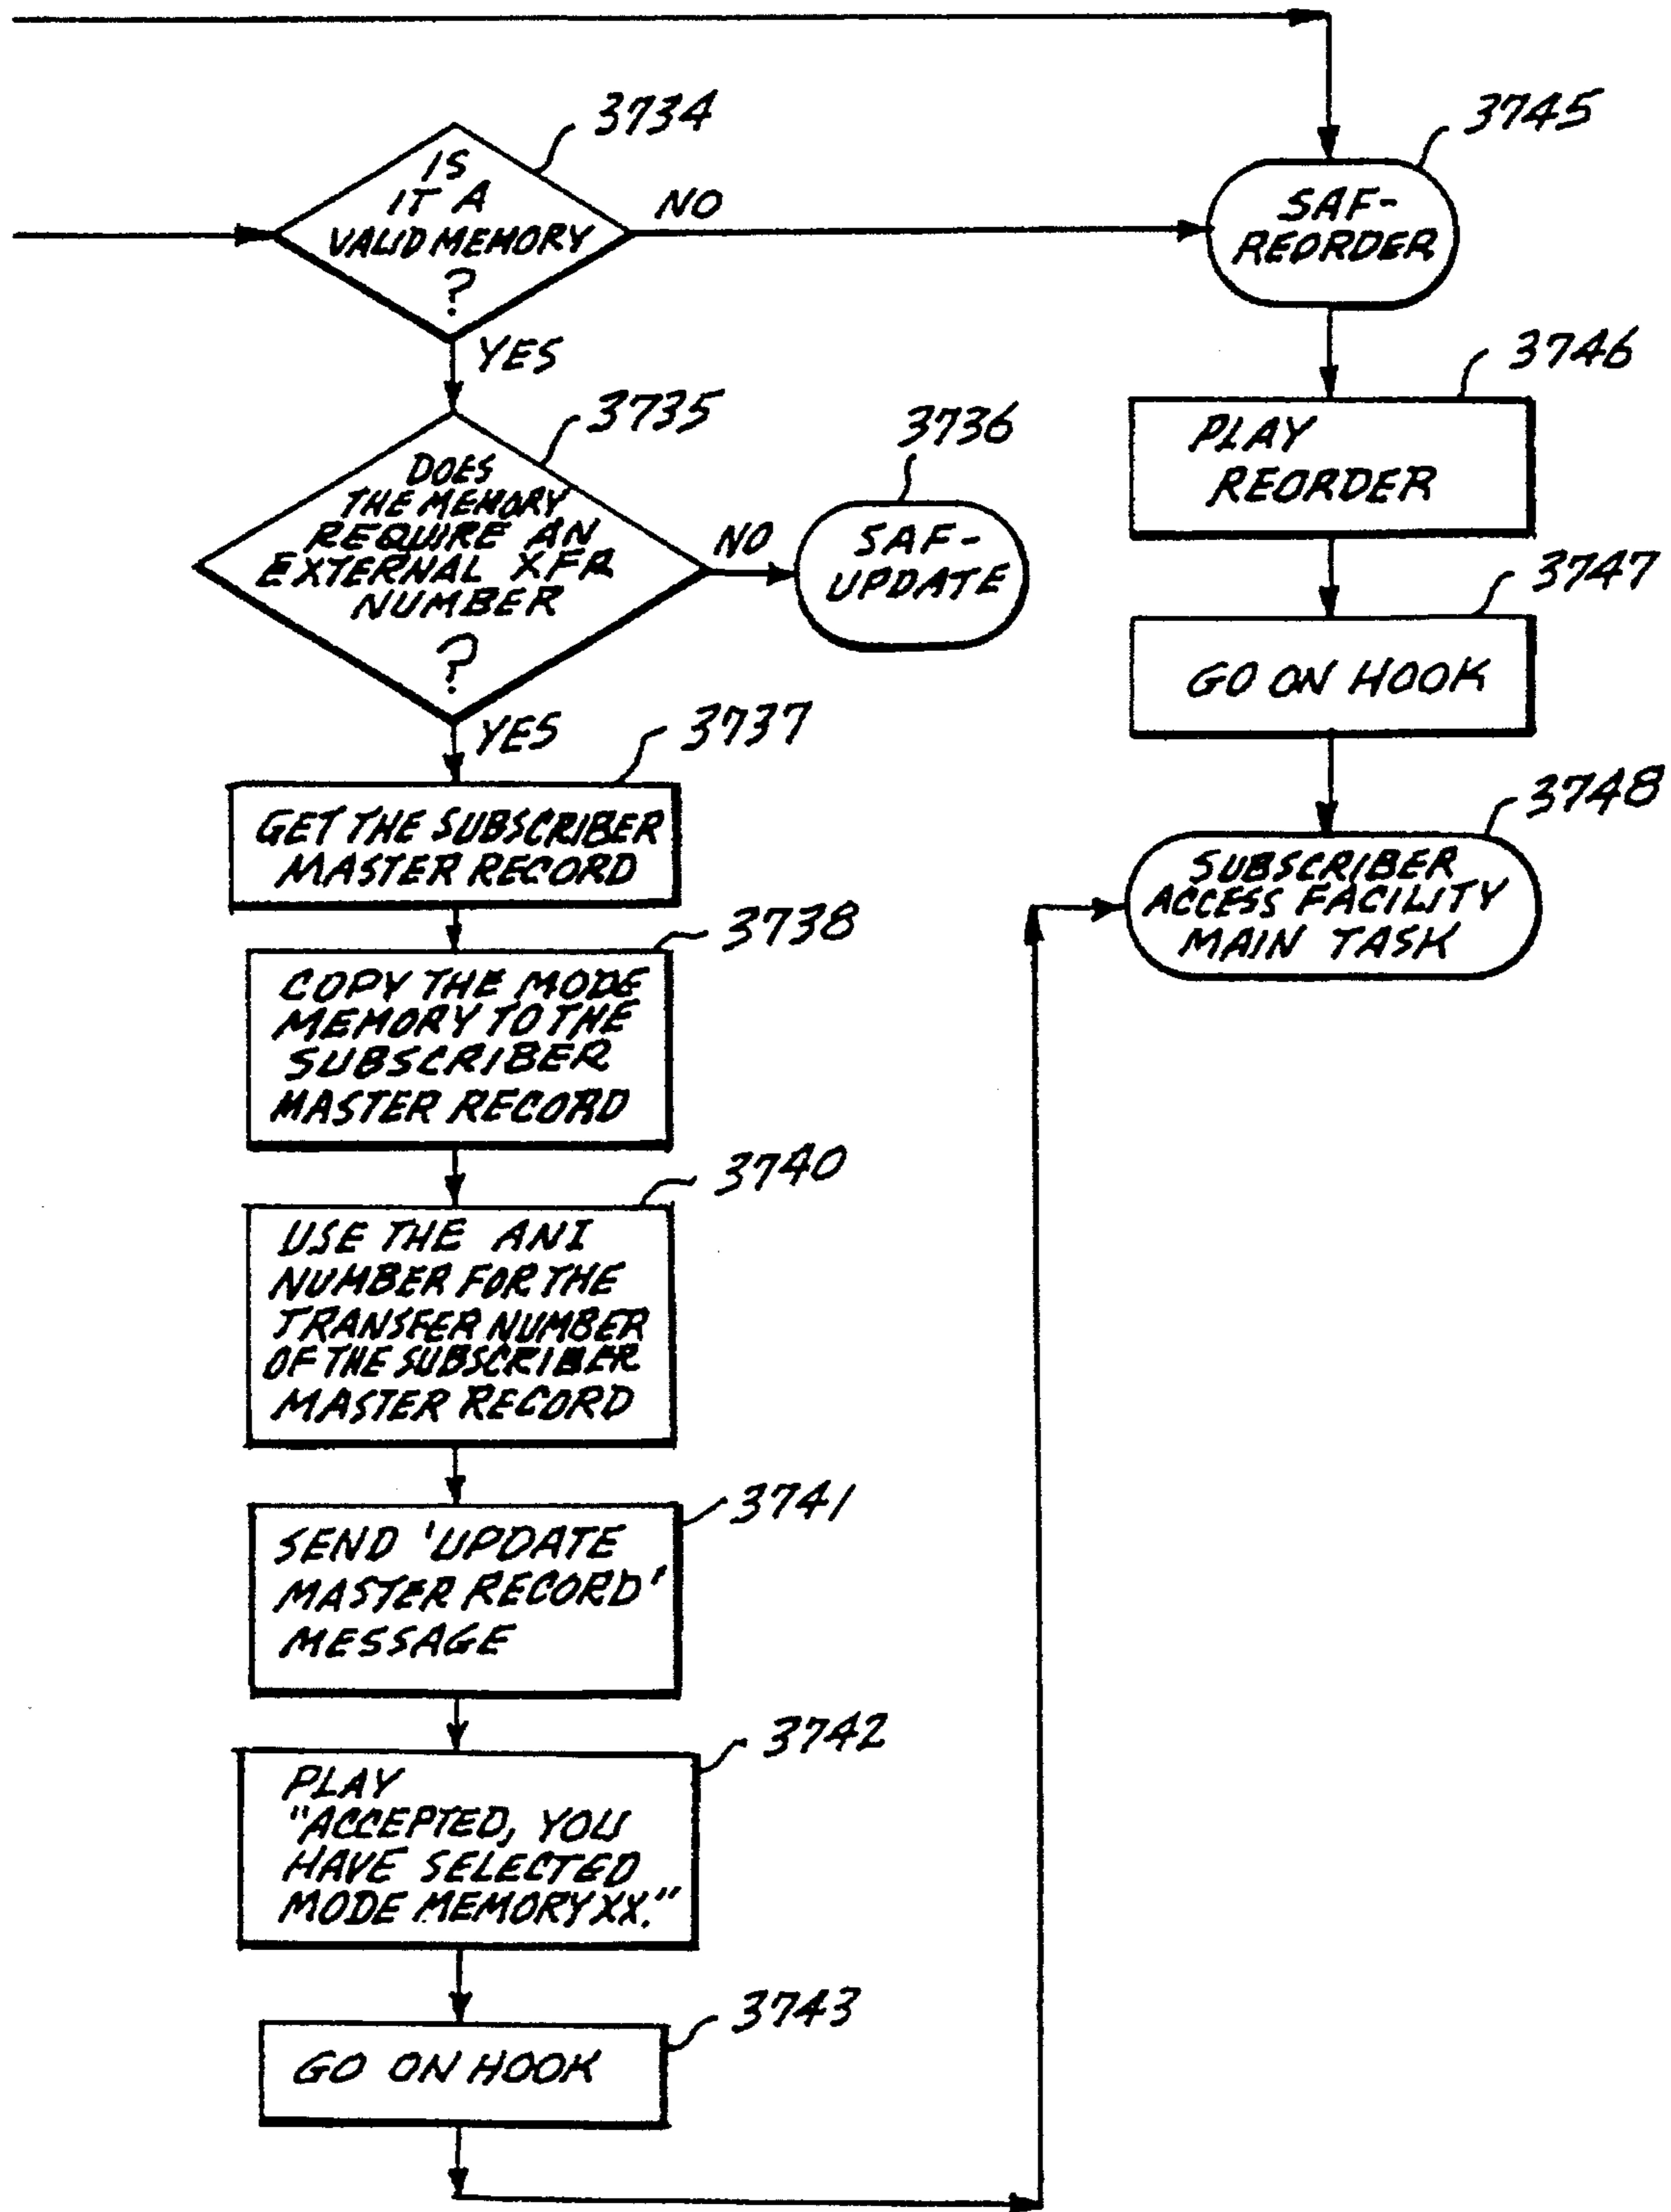 3734
IS
IT A
VALID MEMORY
?
NO
YES
3745
SAF-
REORDER
3746
PLAY
REORDER
3735
DOES
THE MEMORY
REQUIRE AN
EXTERNAL XFR
NUMBER
?
NO
YES
3736
SAF-
UPDATE
3747
GO ON HOOK
3737
GET THE SUBSCRIBER
MASTER RECORD
3748
SUBSCRIBER
ACCESS FACILITY
MAIN TASK
3738
COPY THE MODE
MEMORY TO THE
SUBSCRIBER
MASTER RECORD
3740
USE THE ANI
NUMBER FOR THE
TRANSFER NUMBER
OF THE SUBSCRIBER
MASTER RECORD
3741
SEND 'UPDATE
MASTER RECORD'
MESSAGE
3742
PLAY
"ACCEPTED, YOU
HAVE SELECTED
MODE MEMORY XX."
3743
GO ON HOOK